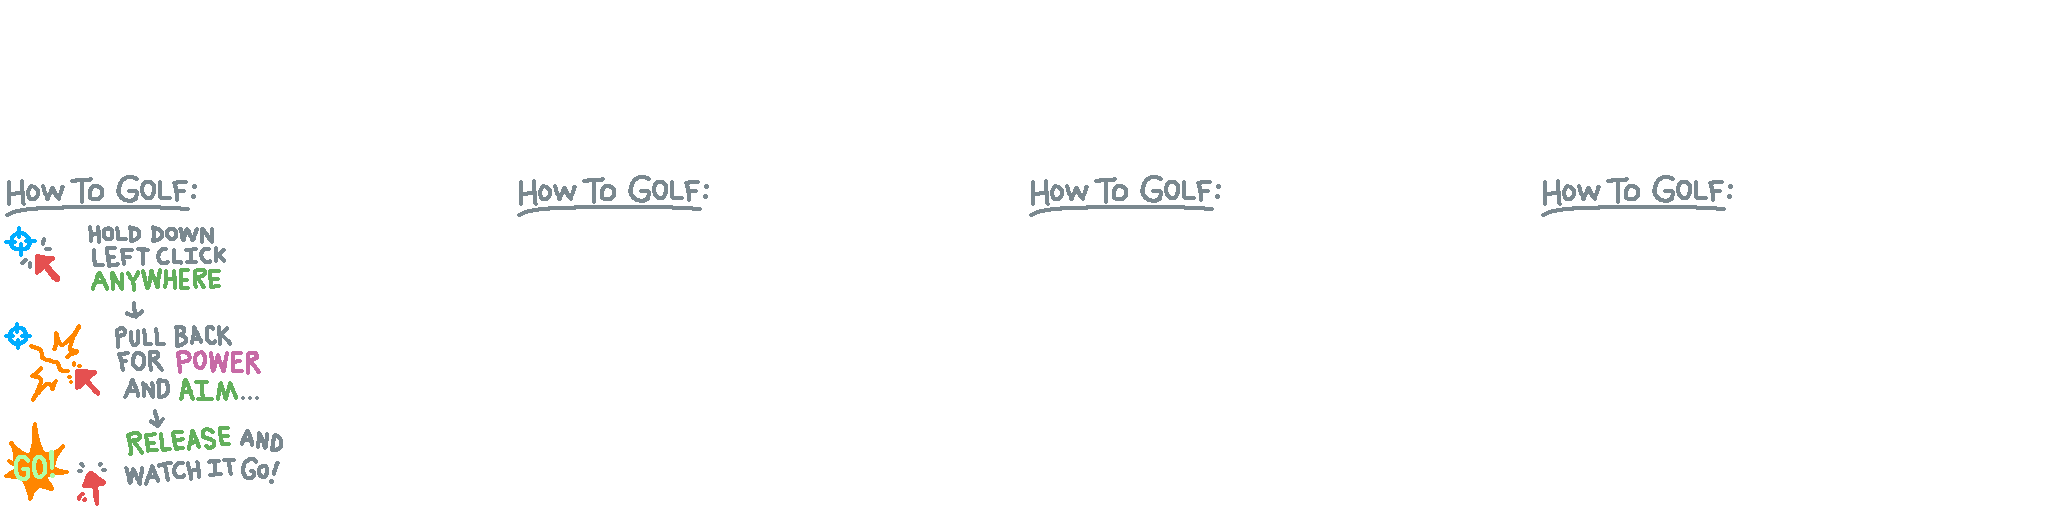 How To GOLF:
HOLD DOWN
LEFT CLICK
ANYWHERE
PULL BACK
FOR POWER
AND AIM...
GO!
RELEASE AND
WATCH IT GO!
How To GOLF:
How To GOLF:
How To GOLF: